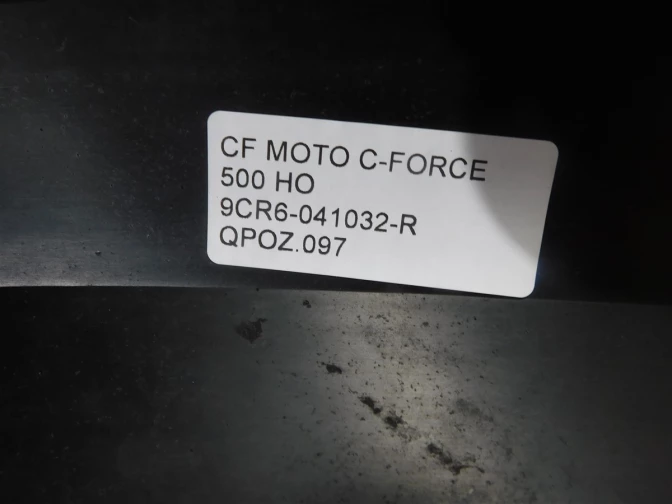 CF MOTO C-FORCE
500 HO
9CR6-041032-R
QPOZ.097